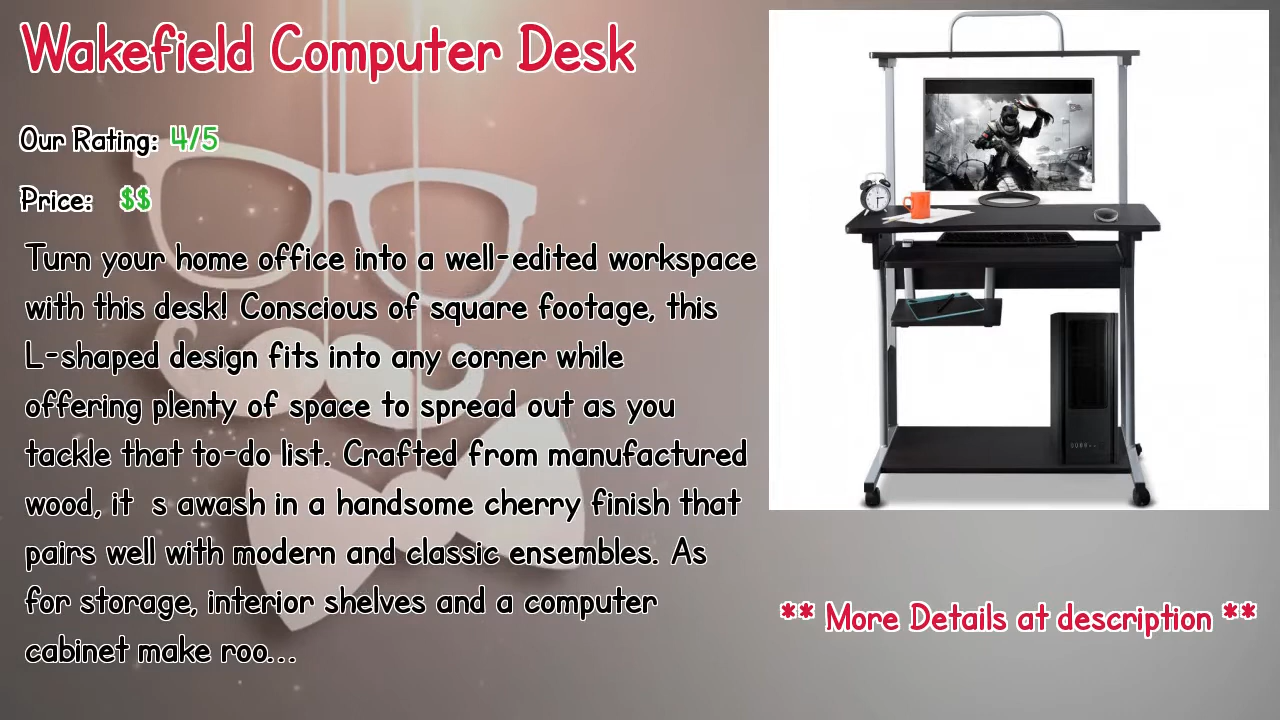 Wakefield Computer Desk
Our Rating: 4/5
Price: $$
Turn your home office into a well-edited workspace
with this desk! Conscious of square footage, this
L-shaped design fits into any corner while
offering plenty of space to spread out as you
tackle that to-do list. Crafted from manufactured
wood, it s awash in a handsome cherry finish that
pairs well with modern and classic ensembles. As
for storage, interior shelves and a computer
cabinet make roo...
** More Details at description **